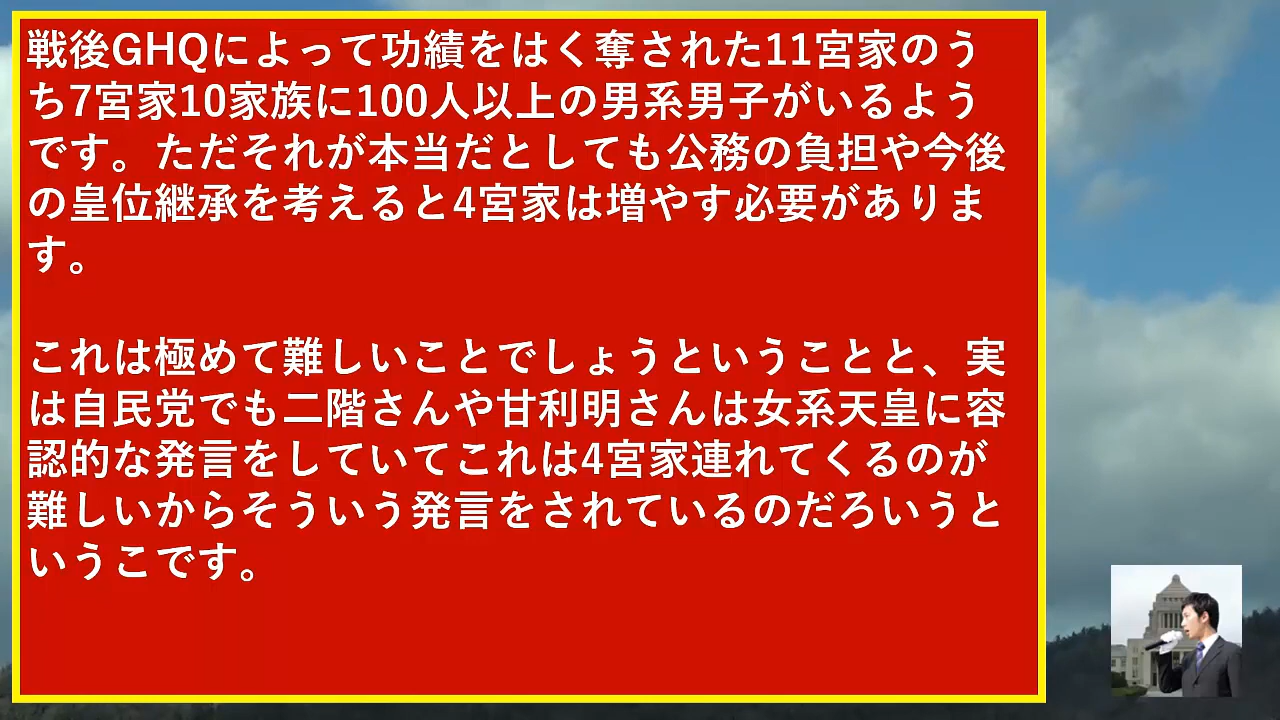 戦後GHQによって功績をはく奪された11宮家のう
ち7宮家10家族に100人以上の男系男子がいるよう
です。ただそれが本当だとしても公務の負担や今後
の皇位継承を考えると4宮家は増やす必要がありま
す。
これは極めて難しいことでしょうということと、実
は自民党でも二階さんや甘利明さんは女系天皇に容
認的な発言をしていてこれは4宮家連れてくるのが
難しいからそういう発言をされているのだろいうと
いうこです。